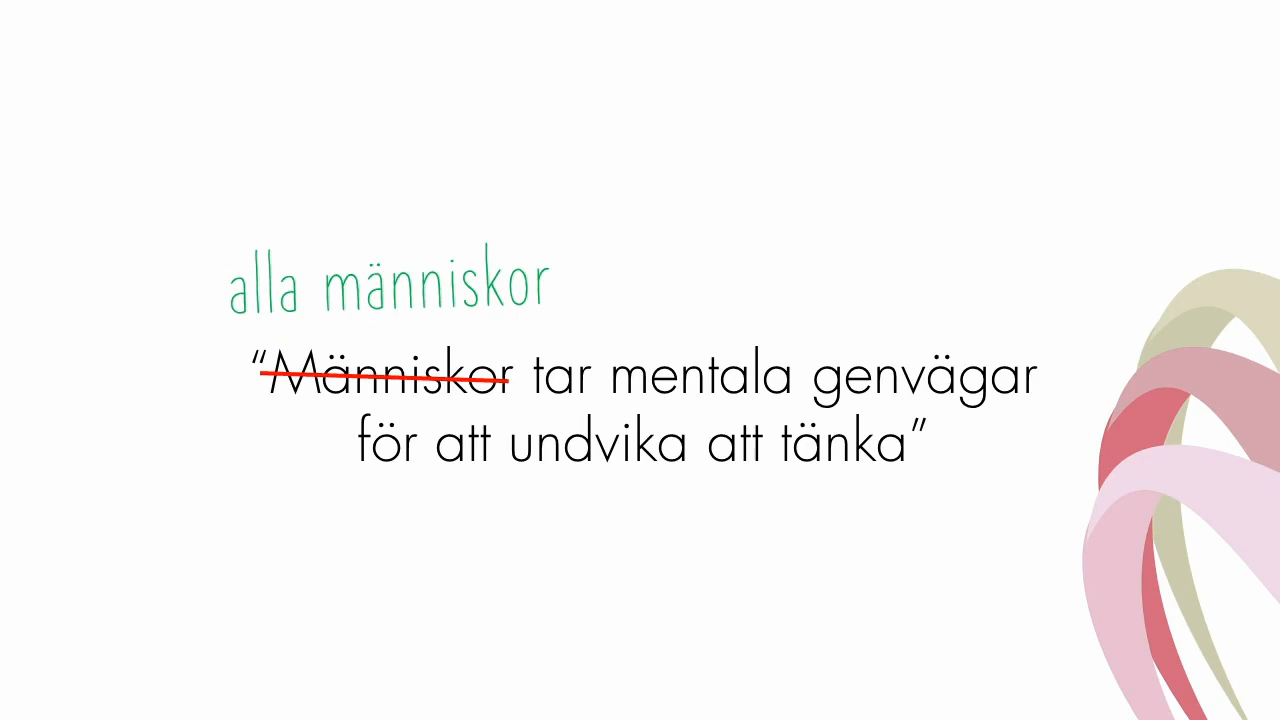 alla människor
“Människor tar mentala genvägar
för att undvika att tänka”